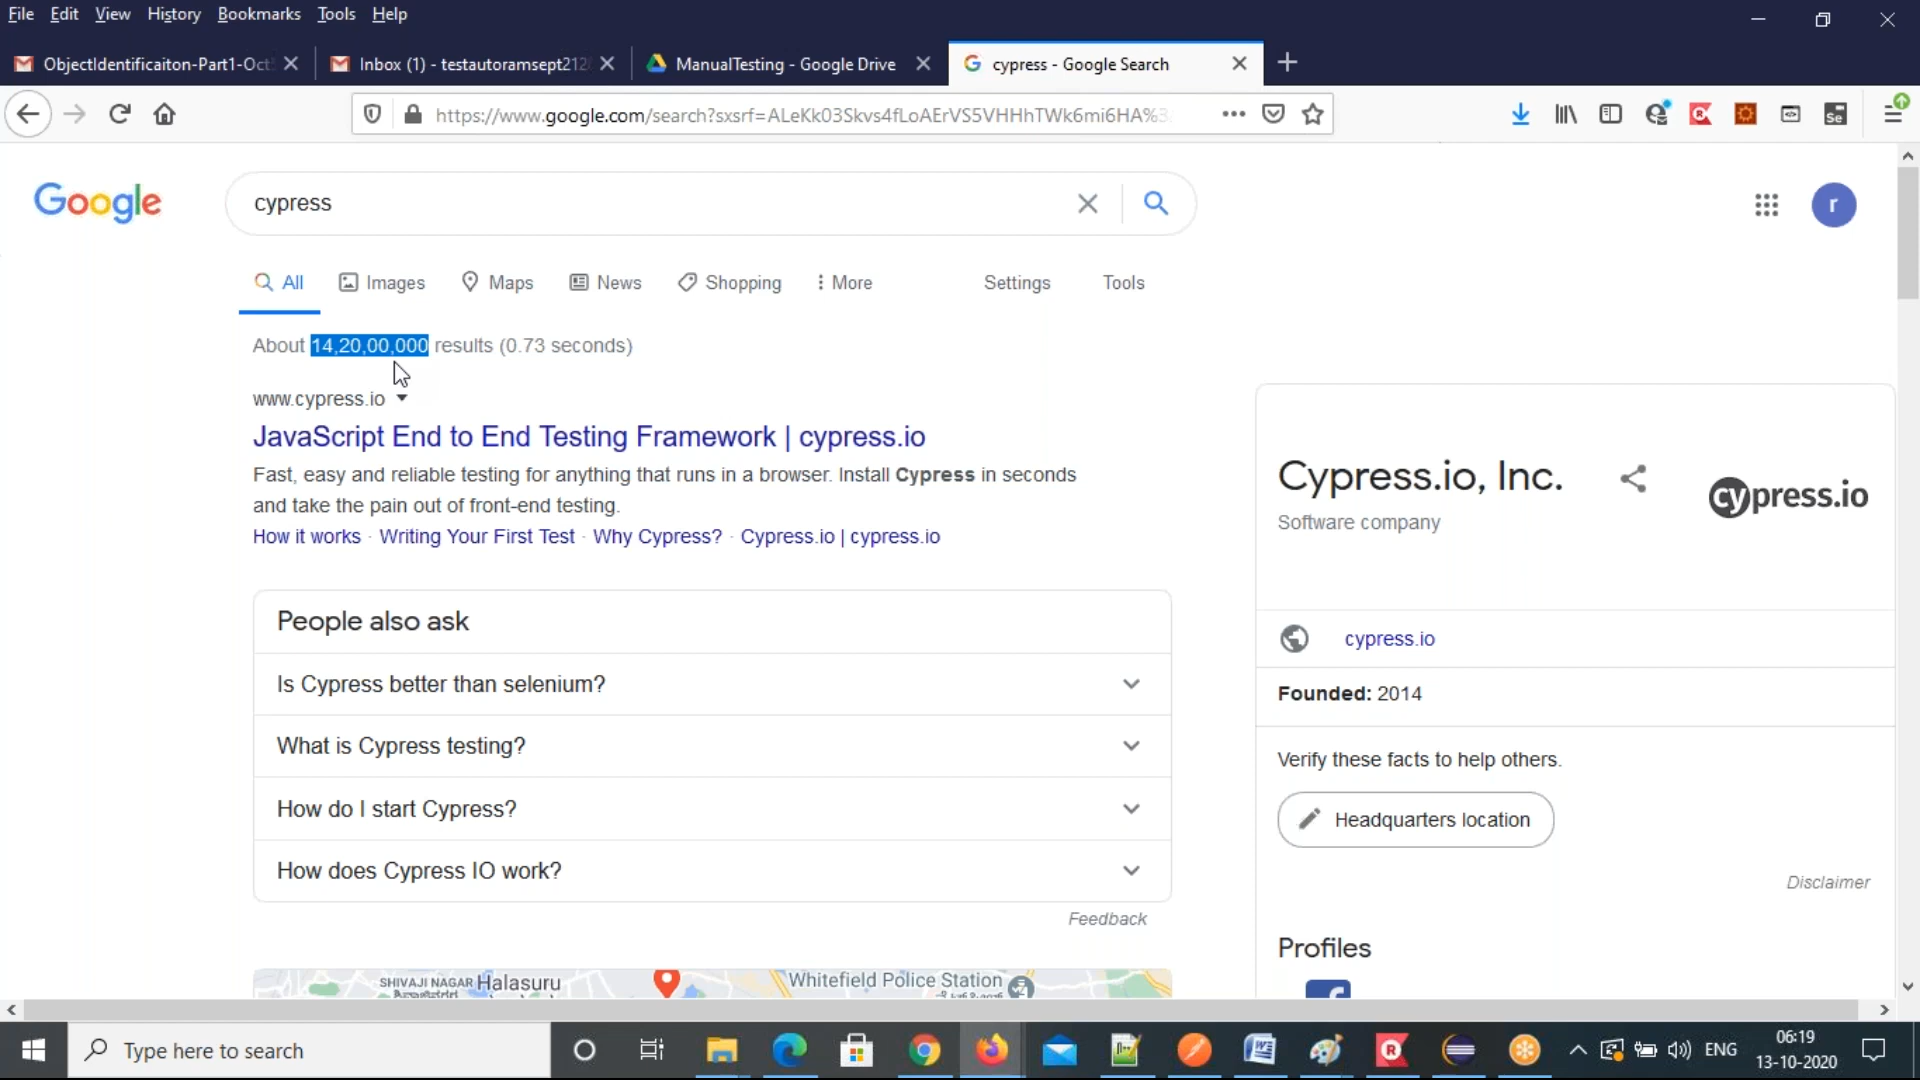 File Edit View History Bookmarks Tools Help
ObjectIdentificaiton-Part1-Oct
Inbox (1) - testautoramsept212
ManualTesting - Google Drive
cypress - Google Search
https://www.google.com/search?sxsrf=ALeKk03Skvs4fLoAErVS5VHHhTWk6mi6HA%3
Se
Google
cypress
r
All Images Maps News Shopping More Settings Tools
About 14,20,00,000 results (0.73 seconds)
www.cypress.io
JavaScript End to End Testing Framework | cypress.io
Fast, easy and reliable testing for anything that runs in a browser. Install Cypress in seconds
and take the pain out of front-end testing.
How it works · Writing Your First Test · Why Cypress? · Cypress.io | cypress.io
People also ask
Is Cypress better than selenium?
What is Cypress testing?
How do I start Cypress?
How does Cypress IO work?
Feedback
SHIVAJI NAGAR Halasuru
Whitefield Police Station
Cypress.io, Inc.
Software company
cypress.io
cypress.io
Founded: 2014
Verify these facts to help others.
Headquarters location
Disclaimer
Profiles
Type here to search
ENG
06:19
13-10-2020